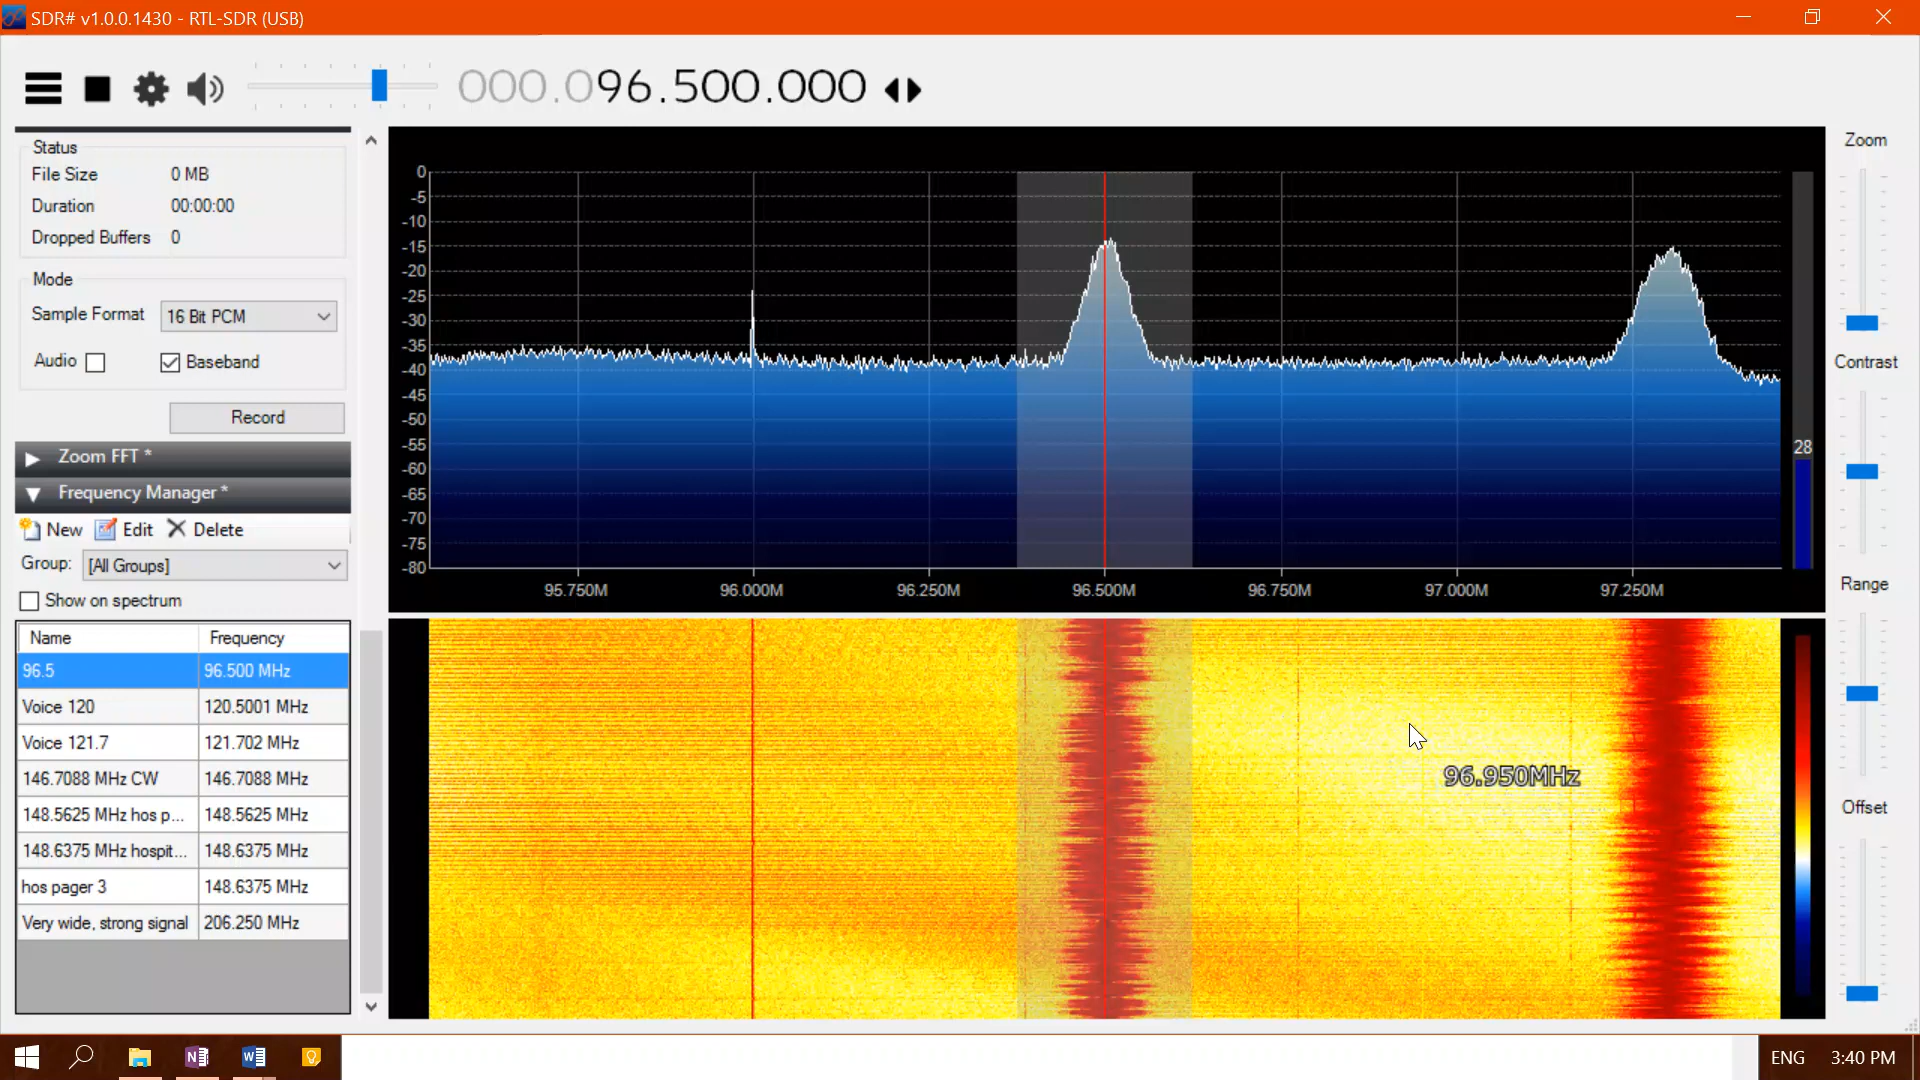 SDR# v1.0.0.1430 - RTL-SDR (USB)
000.096.500.000
Status
File Size 0 MB
Duration 00:00:00
Dropped Buffers 0
Mode
Sample Format 16 Bit PCM
Audio Baseband
Record
Zoom FFT *
Frequency Manager *
New Edit Delete
Group: [All Groups]
Show on spectrum
Name Frequency
96.5 96.500 MHz
Voice 120 120.5001 MHz
Voice 121.7 121.702 MHz
146.7088 MHz CW 146.7088 MHz
148.5625 MHz hos p... 148.5625 MHz
148.6375 MHz hospit... 148.6375 MHz
hos pager 3 148.6375 MHz
Very wide, strong signal 206.250 MHz
0
-5
-10
-15
-20
-25
-30
-35
-40
-45
-50
-55
-60
-65
-70
-75
-80
95.750M 96.000M 96.250M 96.500M 96.750M 97.000M 97.250M
28
96.950MHz
Zoom
Contrast
Range
Offset
N
W
ENG 3:40 PM